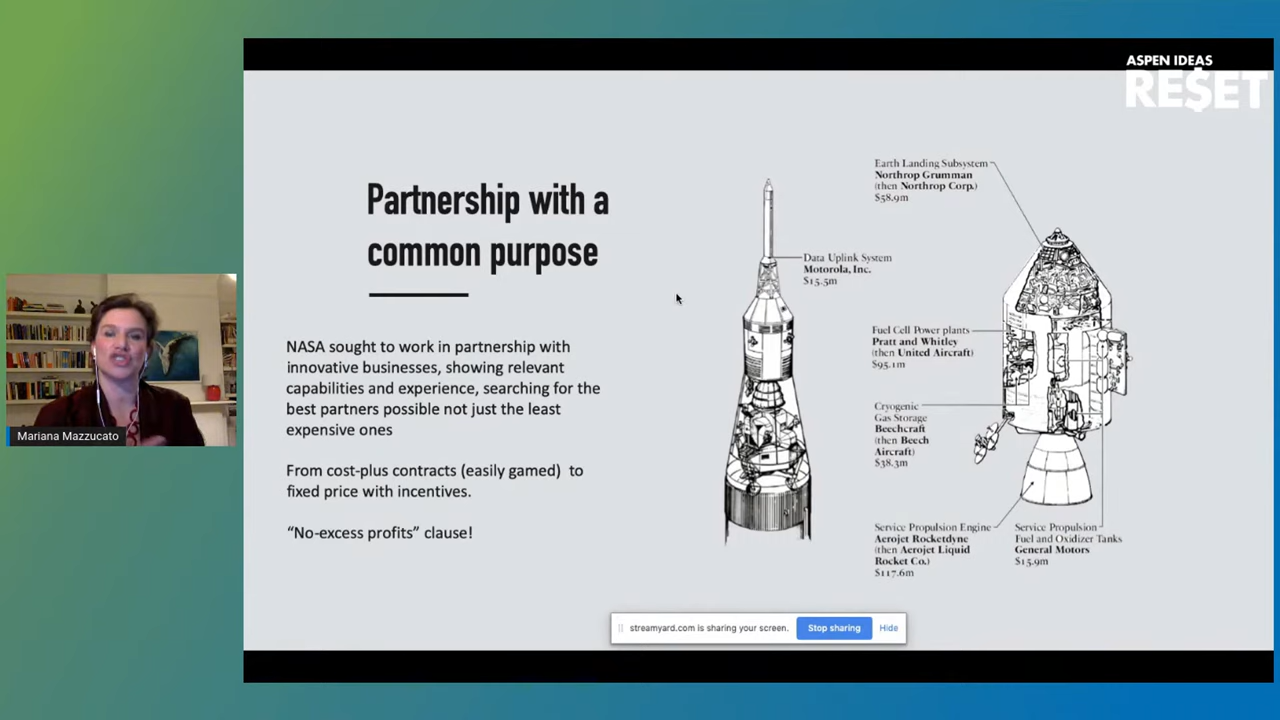 ASPEN IDEAS
RE$ET
Partnership with a
common purpose
NASA sought to work in partnership with
innovative businesses, showing relevant
capabilities and experience, searching for the
best partners possible not just the least
expensive ones
From cost-plus contracts (easily gamed) to
fixed price with incentives.
“No-excess profits” clause!
Data Uplink System
Motorola, Inc.
$15.5m
Earth Landing Subsystem
Northrop Grumman
(then Northrop Corp.)
$58.9m
Fuel Cell Power plants
Pratt and Whitley
(then United Aircraft)
$95.1m
Cryogenic
Gas Storage
Beechcraft
(then Beech
Aircraft)
$38.3m
Service Propulsion Engine
Aerojet Rocketdyne
(then Aerojet Liquid
Rocket Co.)
$117.6m
Service Propulsion
Fuel and Oxidizer Tanks
General Motors
$15.9m
Mariana Mazzucato
streamyard.com is sharing your screen.
Stop sharing
Hide